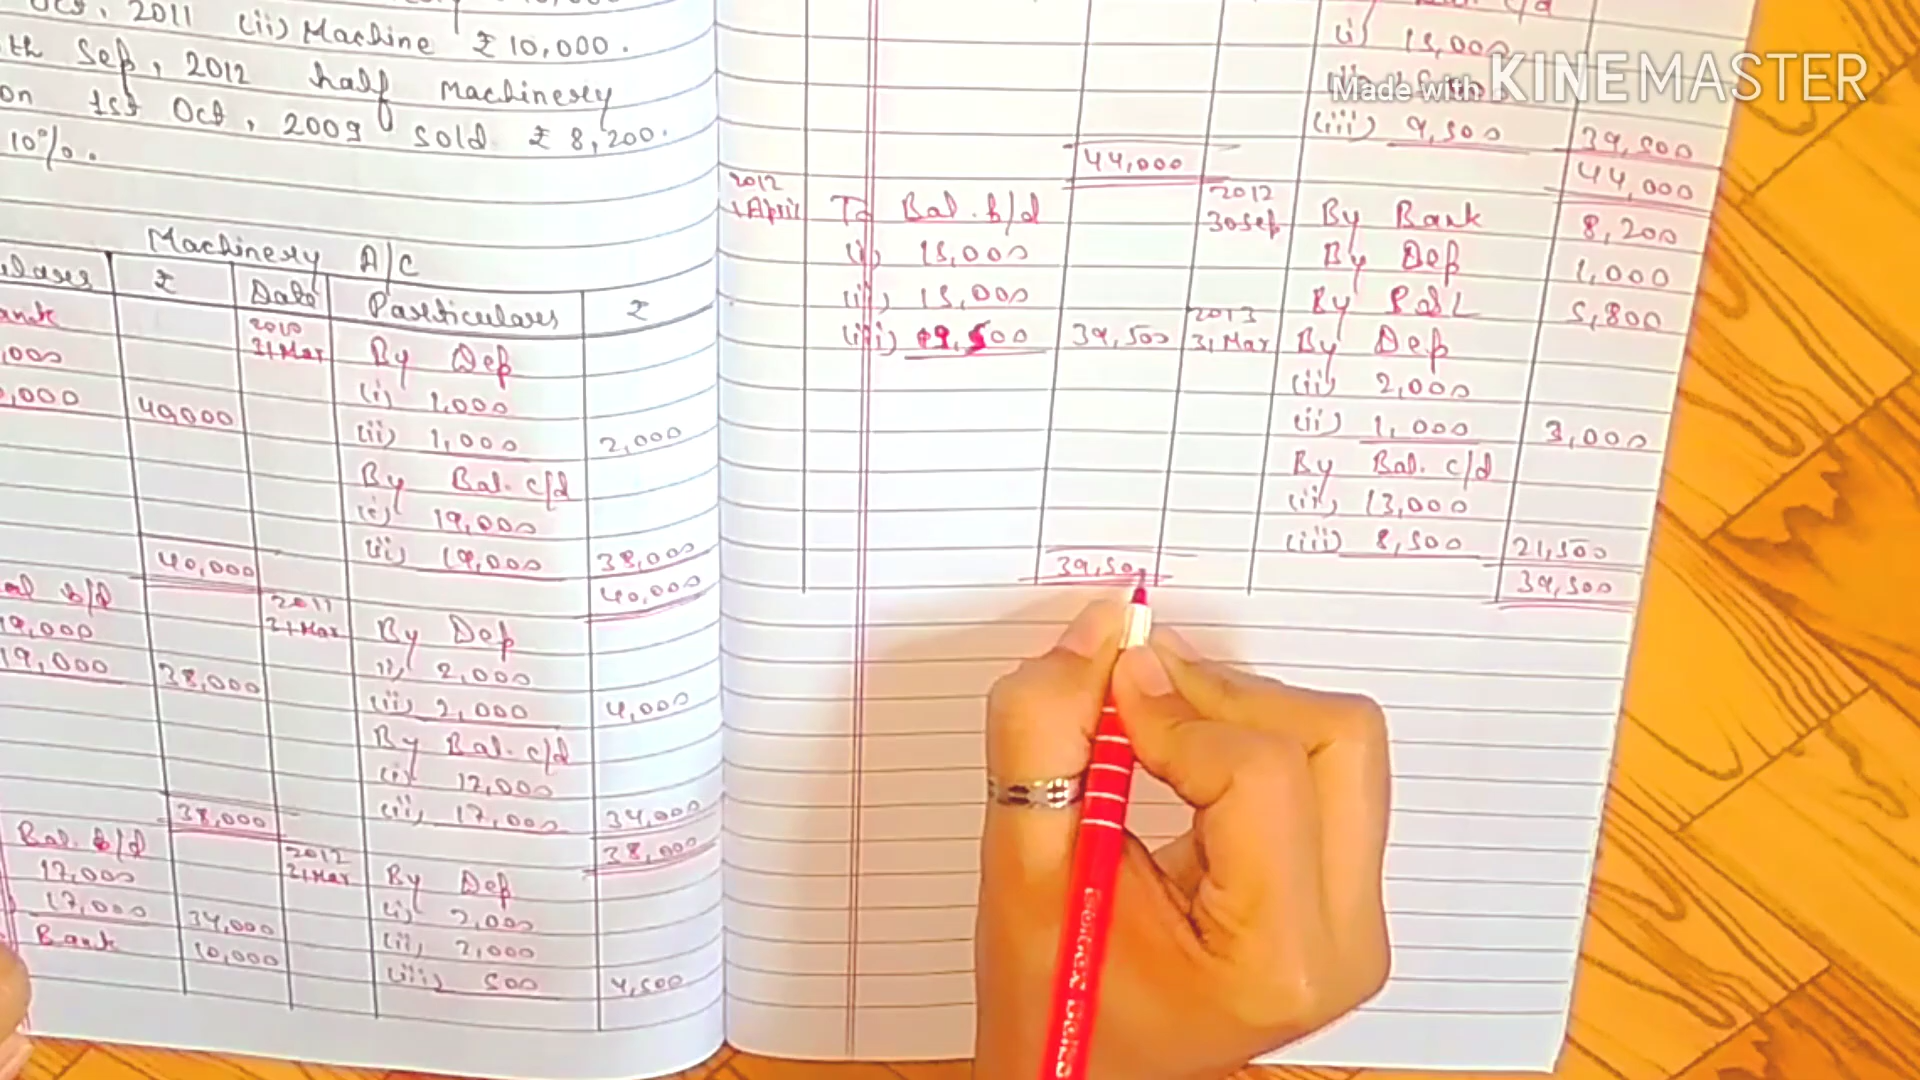 Oct, 2011 (ii) Machine ₹ 10,000.
th Sep, 2012 half Machinery
on 1st Oct, 2009 sold ₹ 8,200.
10%.
Machinery A/C
₹ Date Particulars ₹
ank 2010
31 Mar By Dep
,000 (i) 1,000
,000 40,000 (ii) 1,000 2,000
By Bal. c/d
(i) 19,000
(ii) 19,000 38,000
40,000 40,000
al b/d 2011
31 Mar By Dep
19,000 (i) 2,000
19,000 38,000 (ii) 2,000 4,000
By Bal. c/d
(i) 17,000
(ii) 17,000 34,000
38,000 38,000
Bal. b/d 2012
31 Mar By Dep
17,000 (i) 2,000
17,000 34,000 (ii) 2,000
Bank 10,000 (iii) 500 4,500
c/d
(i) 15,000
(iii) 9,500 39,500
44,000 44,000
2012
1 April To Bal. b/d
2012
30 Sep By Bank 8,200
(i) 15,000 By Dep 1,000
(ii) 15,000 By P&L 5,800
(iii) 9,500 39,500
2013
31 Mar By Dep
(ii) 2,000
(ii) 1,000 3,000
By Bal. c/d
(ii) 13,000
(iii) 8,500 21,500
39,50 39,500
Made with KINEMASTER